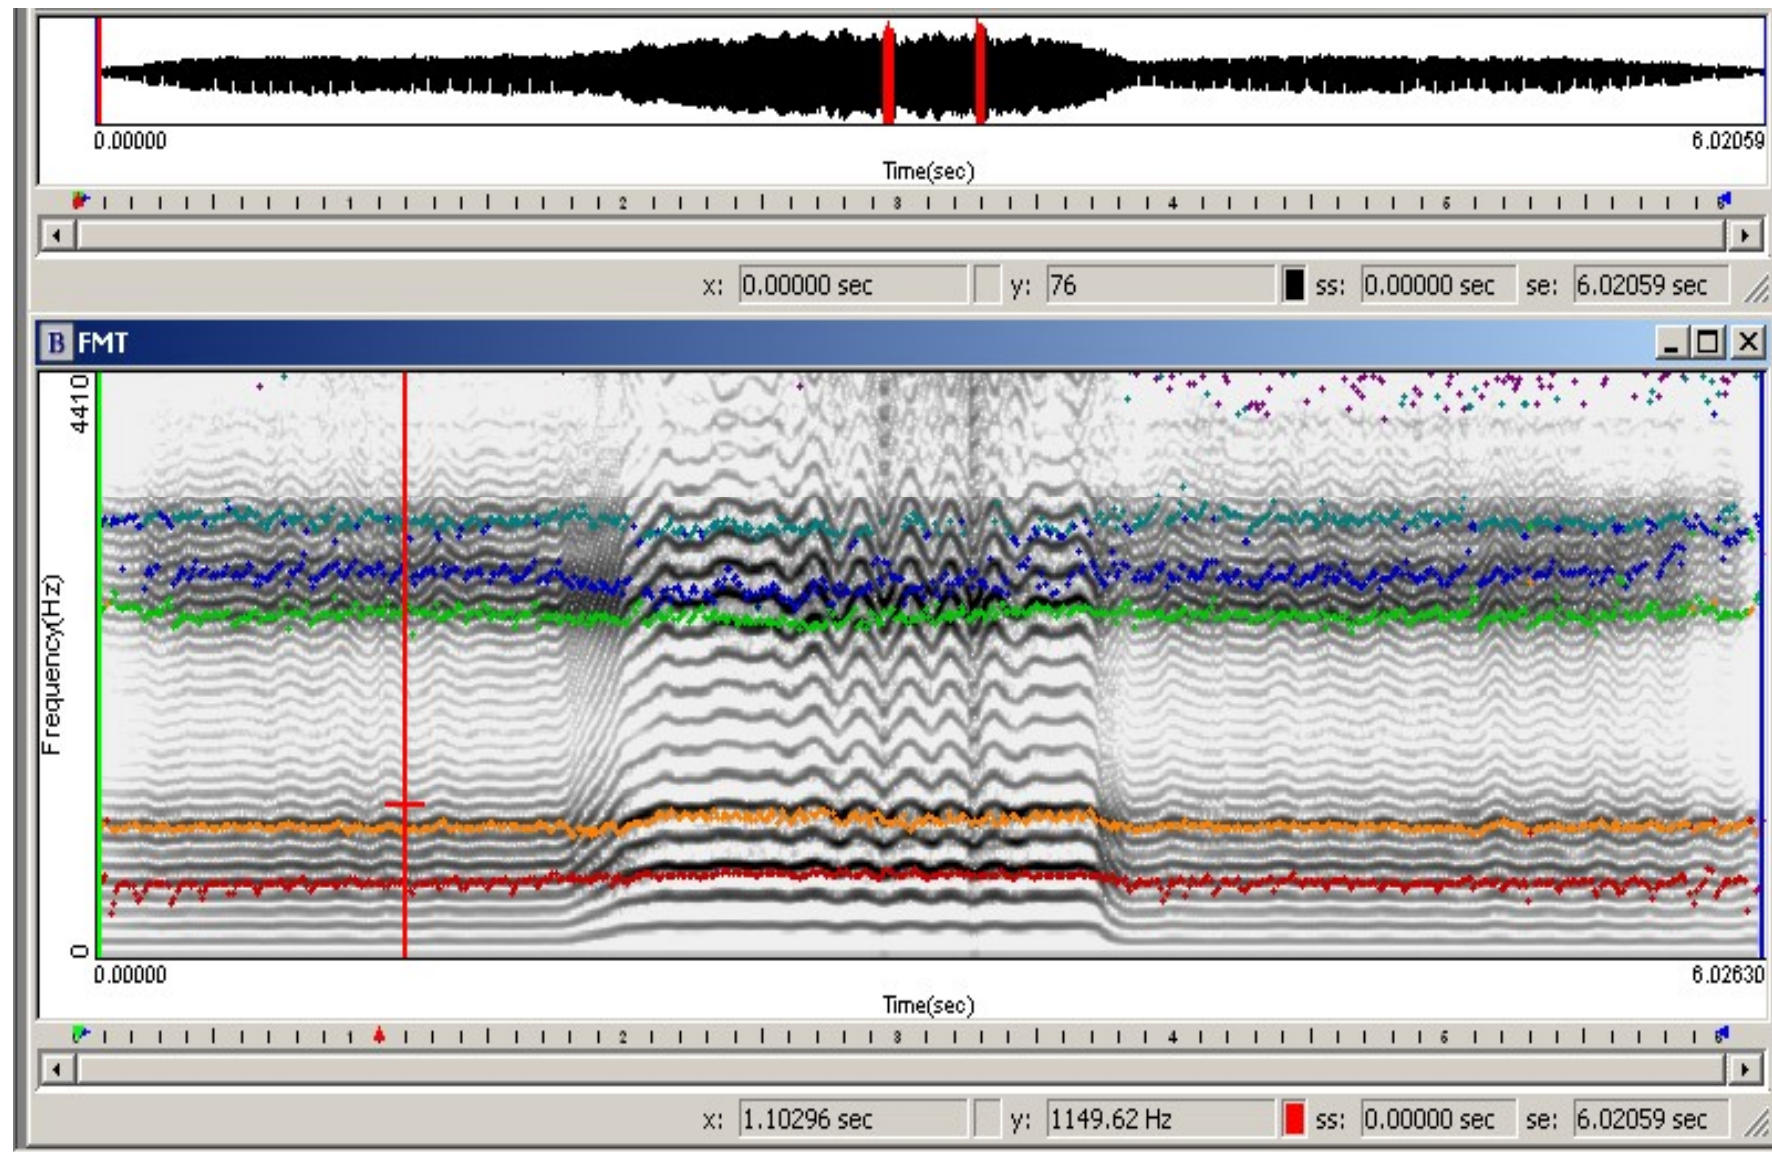 0.00000 6.02059
Time(sec)
1 2 3 4 5 6
x: 0.00000 sec y: 76 ss: 0.00000 sec se: 6.02059 sec
B FMT
4410
Frequency(Hz)
0
0.00000 6.02630
Time(sec)
0 1 2 3 4 5 6
x: 1.10296 sec y: 1149.62 Hz ss: 0.00000 sec se: 6.02059 sec